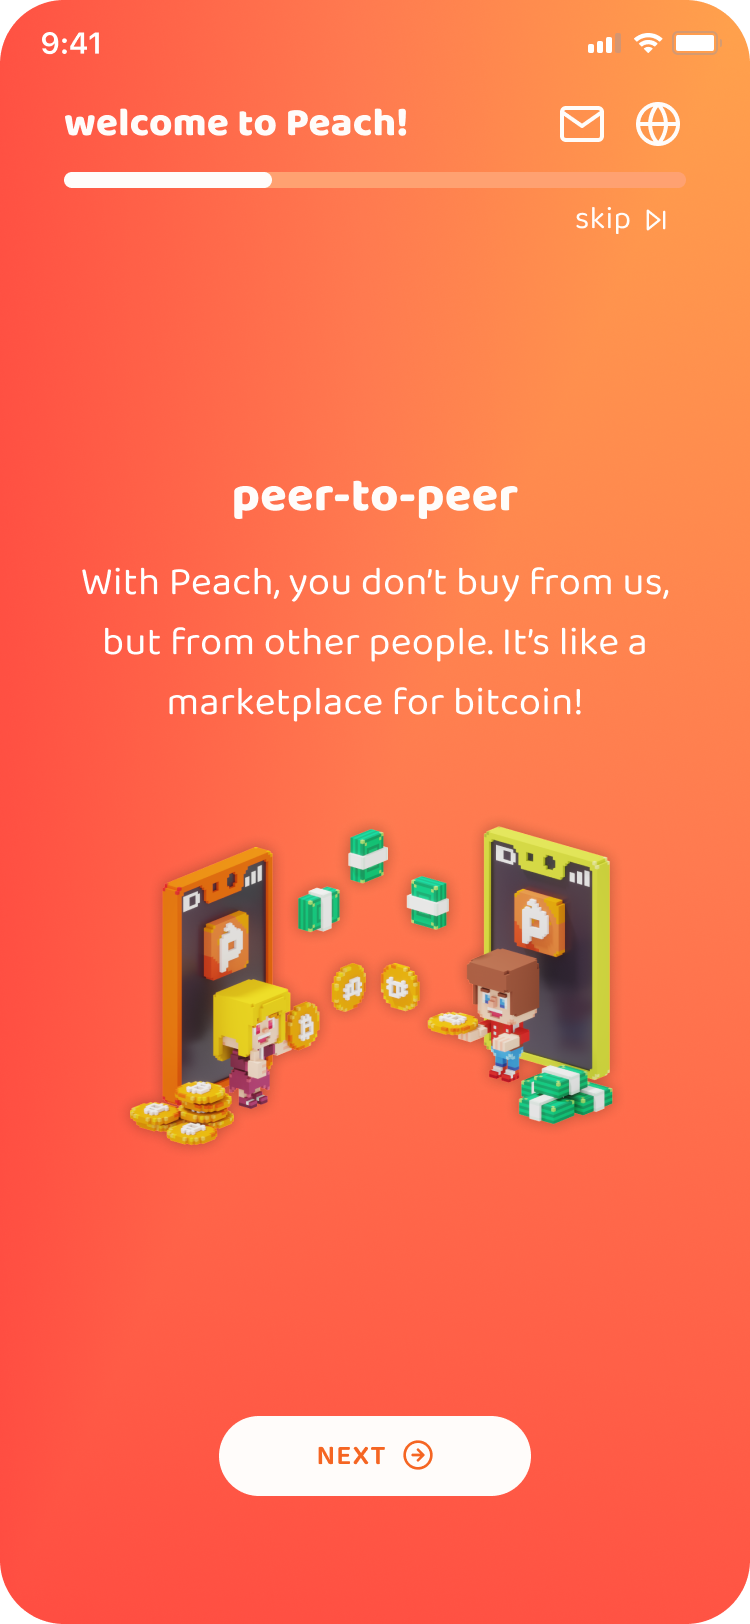 9:41
welcome to Peach!
skip
peer-to-peer
With Peach, you don't buy from us,
but from other people. It's like a
marketplace for bitcoin!
NEXT